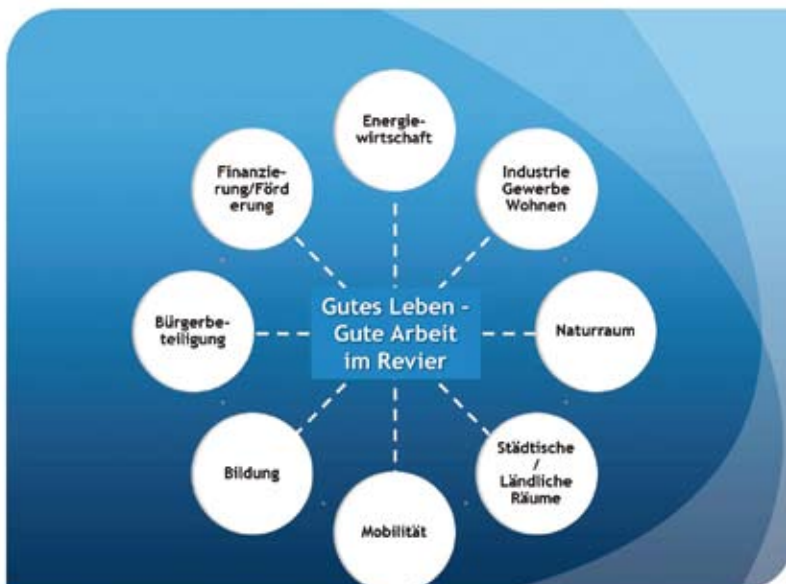 Energie-
wirtschaft
Industrie
Gewerbe
Wohnen
Naturraum
Städtische
/
Ländliche
Räume
Mobilität
Bildung
Bürgerbe-
teiligung
Finanzie-
rung/Förd
erung
Gutes Leben -
Gute Arbeit
im Revier